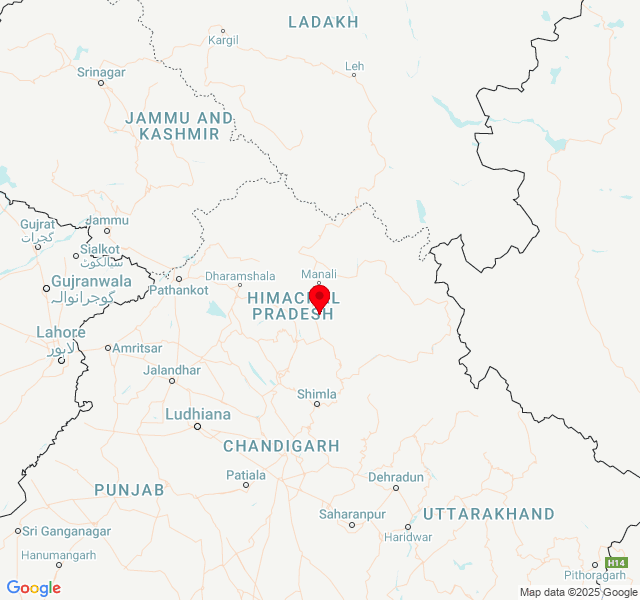 LADAKH
Kargil
Leh
Srinagar
JAMMU AND
KASHMIR
Gujrat
گجرات
Jammu
Sialkot
سیالکوٹ
Gujranwala
گوجرانوالہ
Pathankot
Dharamshala
Manali
HIMACHAL
PRADESH
Lahore
لاہور
Amritsar
Jalandhar
Shimla
Ludhiana
CHANDIGARH
Patiala
Dehradun
PUNJAB
Saharanpur
UTTARAKHAND
Sri Ganganagar
Haridwar
Hanumangarh
H14
Pithoragarh
Google
Map data ©2025 Google